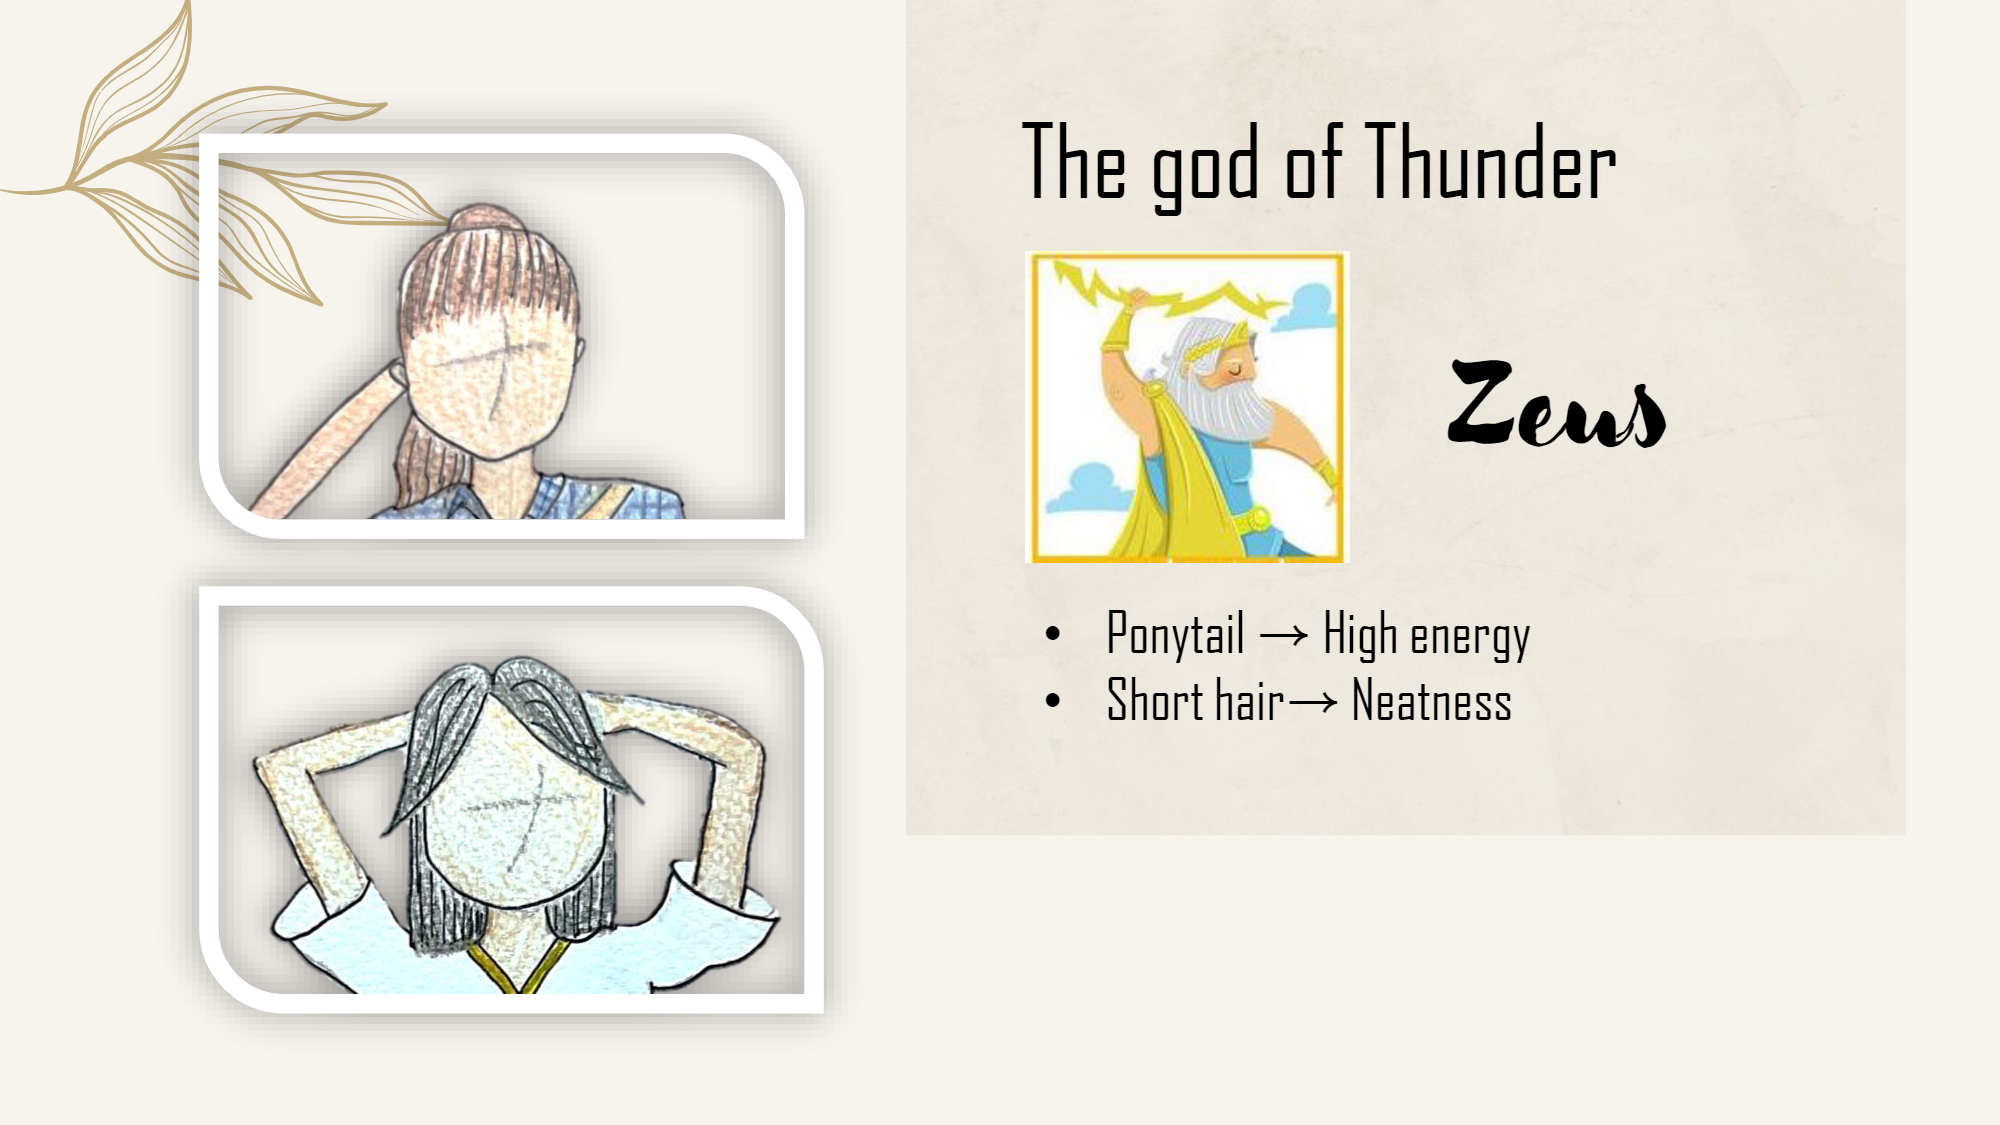 The god of Thunder
Zeus
• Ponytail → High energy
• Short hair→ Neatness